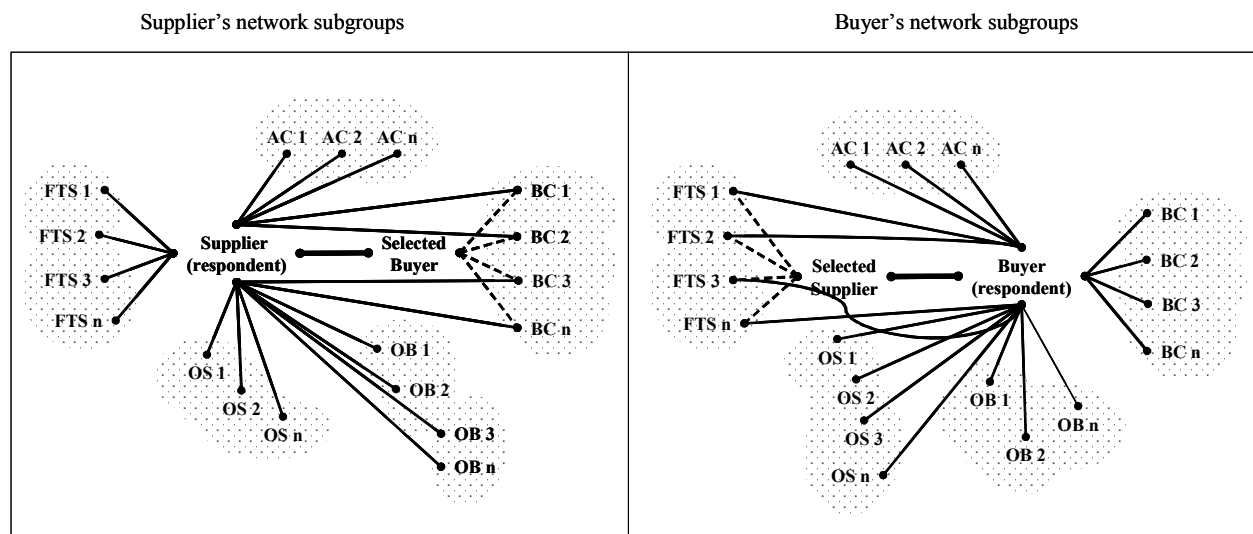 Supplier's network subgroups
AC 1
AC 2
AC n
FTS 1
FTS 2
FTS 3
FTS n
Supplier
(respondent)
Selected
Buyer
BC 1
BC 2
BC 3
BC n
OS 1
OS 2
OS n
OB 1
OB 2
OB 3
OB n
Buyer's network subgroups
AC 1
AC 2
AC n
FTS 1
FTS 2
FTS 3
FTS n
Selected
Supplier
Buyer
(respondent)
BC 1
BC 2
BC 3
BC n
OS 1
OS 2
OS 3
OS n
OB 1
OB 2
OB n